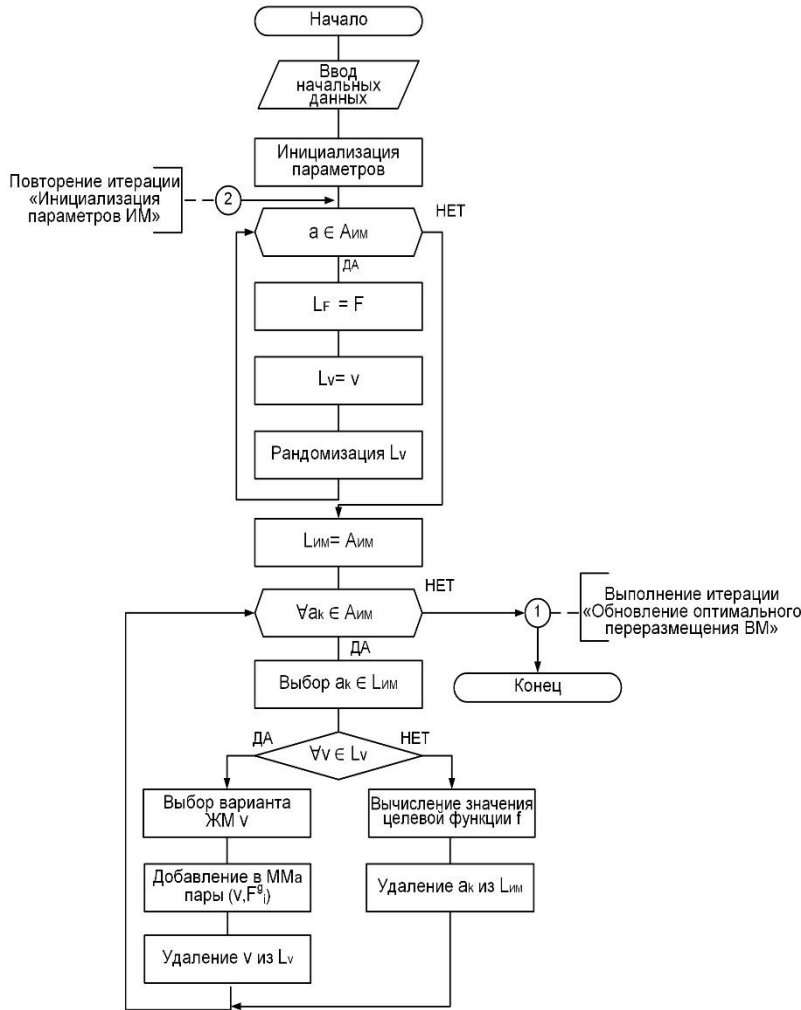 Начало
Ввод
начальных
данных
Инициализация
параметров
Повторение итерации
«Инициализация
параметров ИМ»
2
НЕТ
a ∈ Aим
ДА
LF = F
Lv= v
Рандомизация Lv
Lим= Aим
НЕТ
∀ak ∈ Aим
1
Выполнение итерации
«Обновление оптимального
переразмещения ВМ»
ДА
Конец
Выбор ak ∈ Lим
ДА
НЕТ
∀v ∈ Lv
Выбор варианта
ЖМ v
Вычисление значения
целевой функции f
Добавление в ММa
пары (v,Fgi)
Удаление ak из Lим
Удаление v из Lv